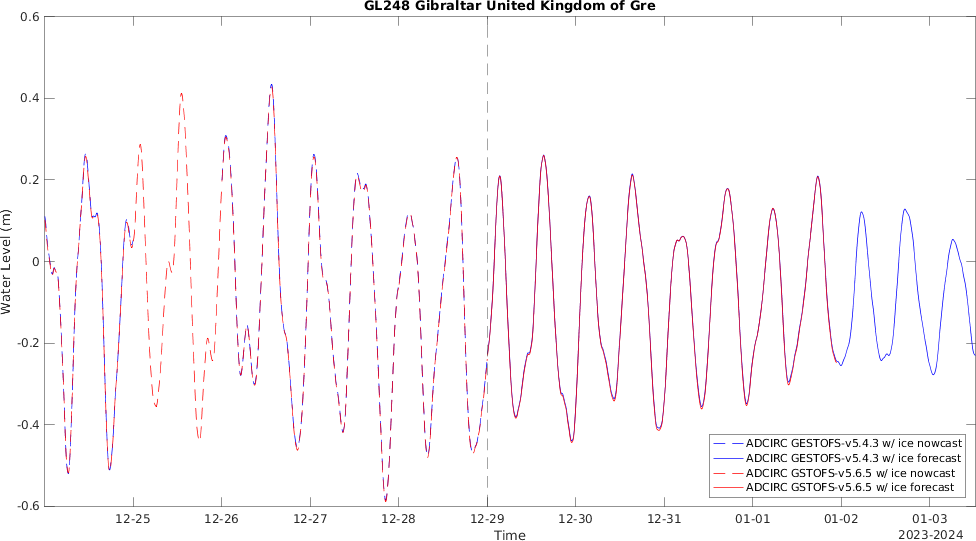 GL248 Gibraltar United Kingdom of Gre
0.6
0.4
0.2
0
-0.2
-0.4
-0.6
Water Level (m)
ADCIRC GESTOFS-v5.4.3 w/ ice nowcast
ADCIRC GESTOFS-v5.4.3 w/ ice forecast
ADCIRC GSTOFS-v5.6.5 w/ ice nowcast
ADCIRC GSTOFS-v5.6.5 w/ ice forecast
12-25 12-26 12-27 12-28 12-29 12-30 12-31 01-01 01-02 01-03
Time
2023-2024